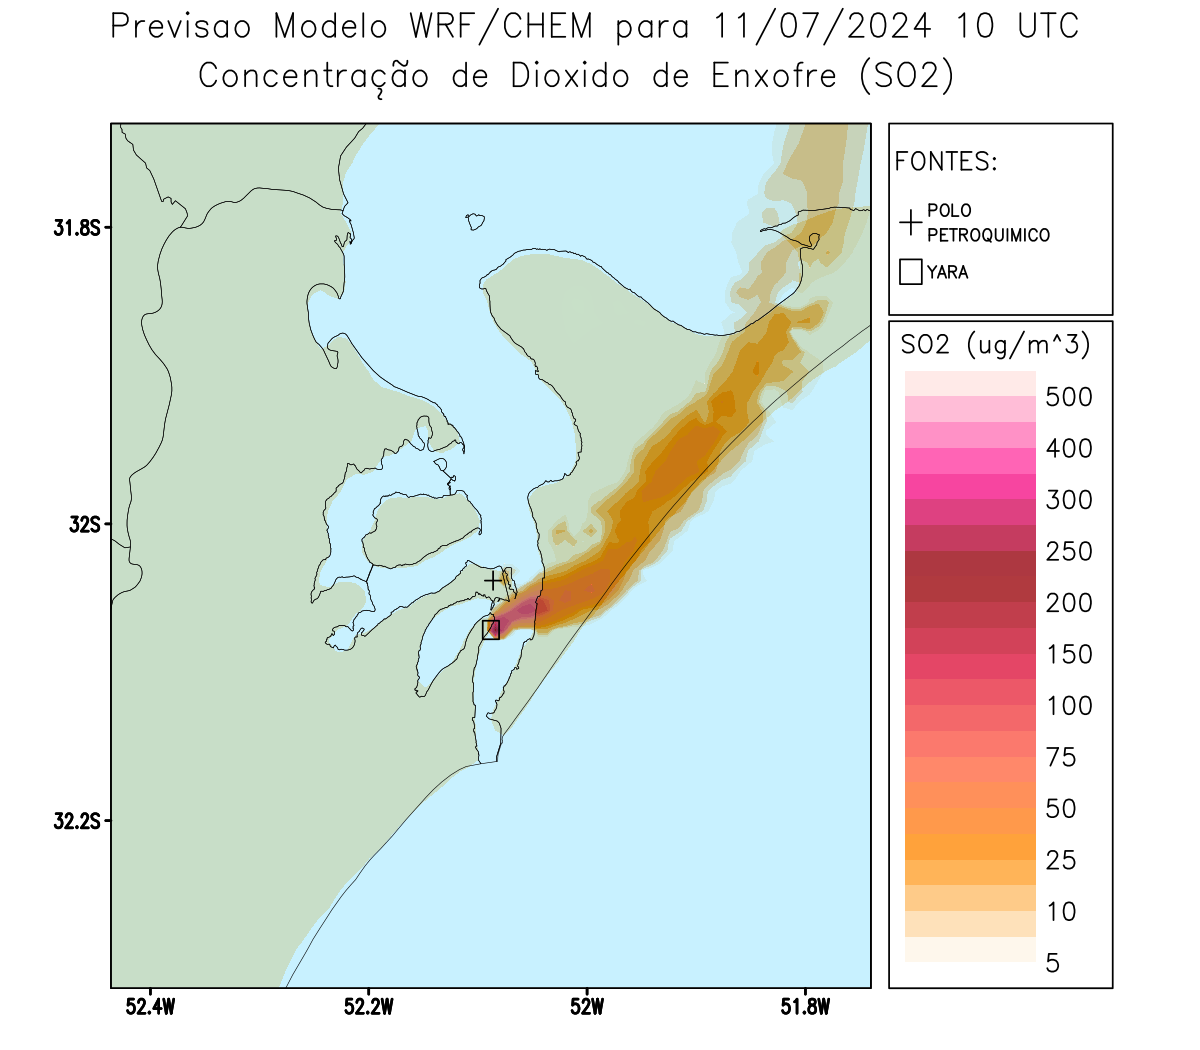 Previsao Modelo WRF/CHEM para 11/07/2024 10 UTC
Concentração de Dioxido de Enxofre (SO2)
FONTES:
POLO
PETROQUIMICO
YARA
SO2 (ug/m^3)
500
400
300
250
200
150
100
75
50
25
10
5
31.8S
32S
32.2S
52.4W
52.2W
52W
51.8W